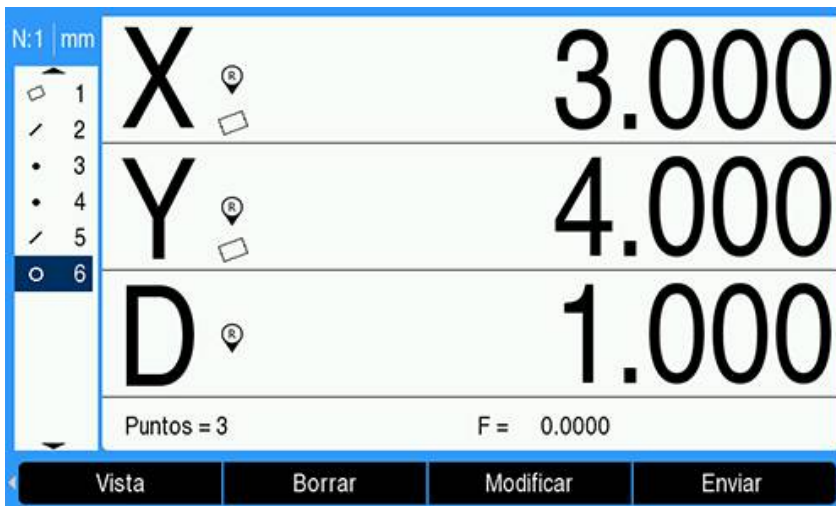 N:1 mm
1
2
3
4
5
6
X R 3.000
Y R 4.000
D R 1.000
Puntos = 3 F = 0.0000
Vista Borrar Modificar Enviar